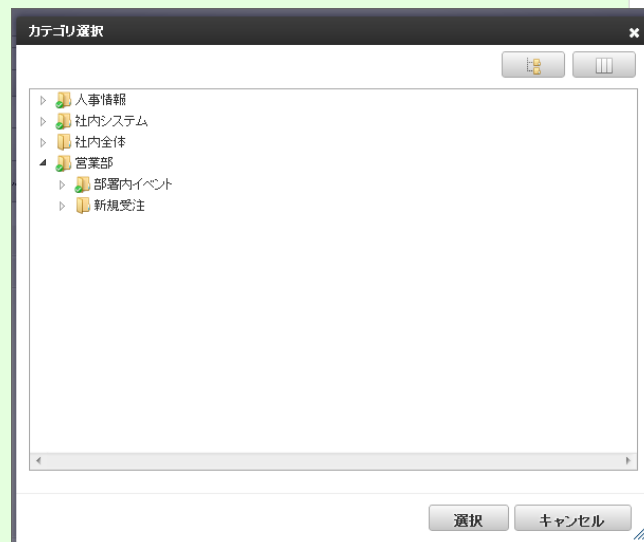 カテゴリ選択
人事情報
社内システム
社内全体
営業部
部署内イベント
新規受注
選択
キャンセル